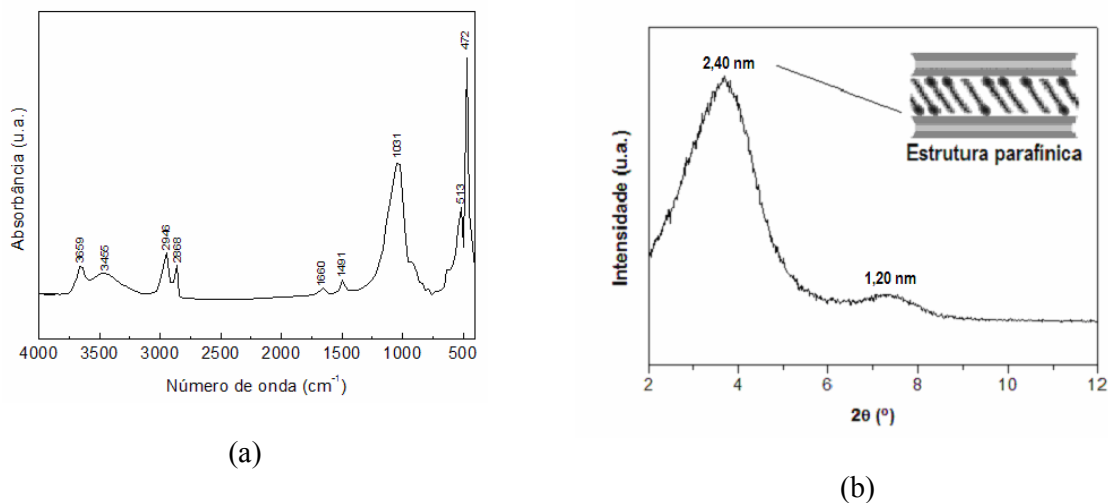 472
1031
513
2946
3659
2868
3455
1491
1660
Absorbância (u.a.)
4000 3500 3000 2500 2000 1500 1000 500
Número de onda (cm⁻¹)
(a)
2,40 nm
Estrutura parafinica
1,20 nm
Intensidade (u.a.)
2 4 6 8 10 12
2θ (º)
(b)